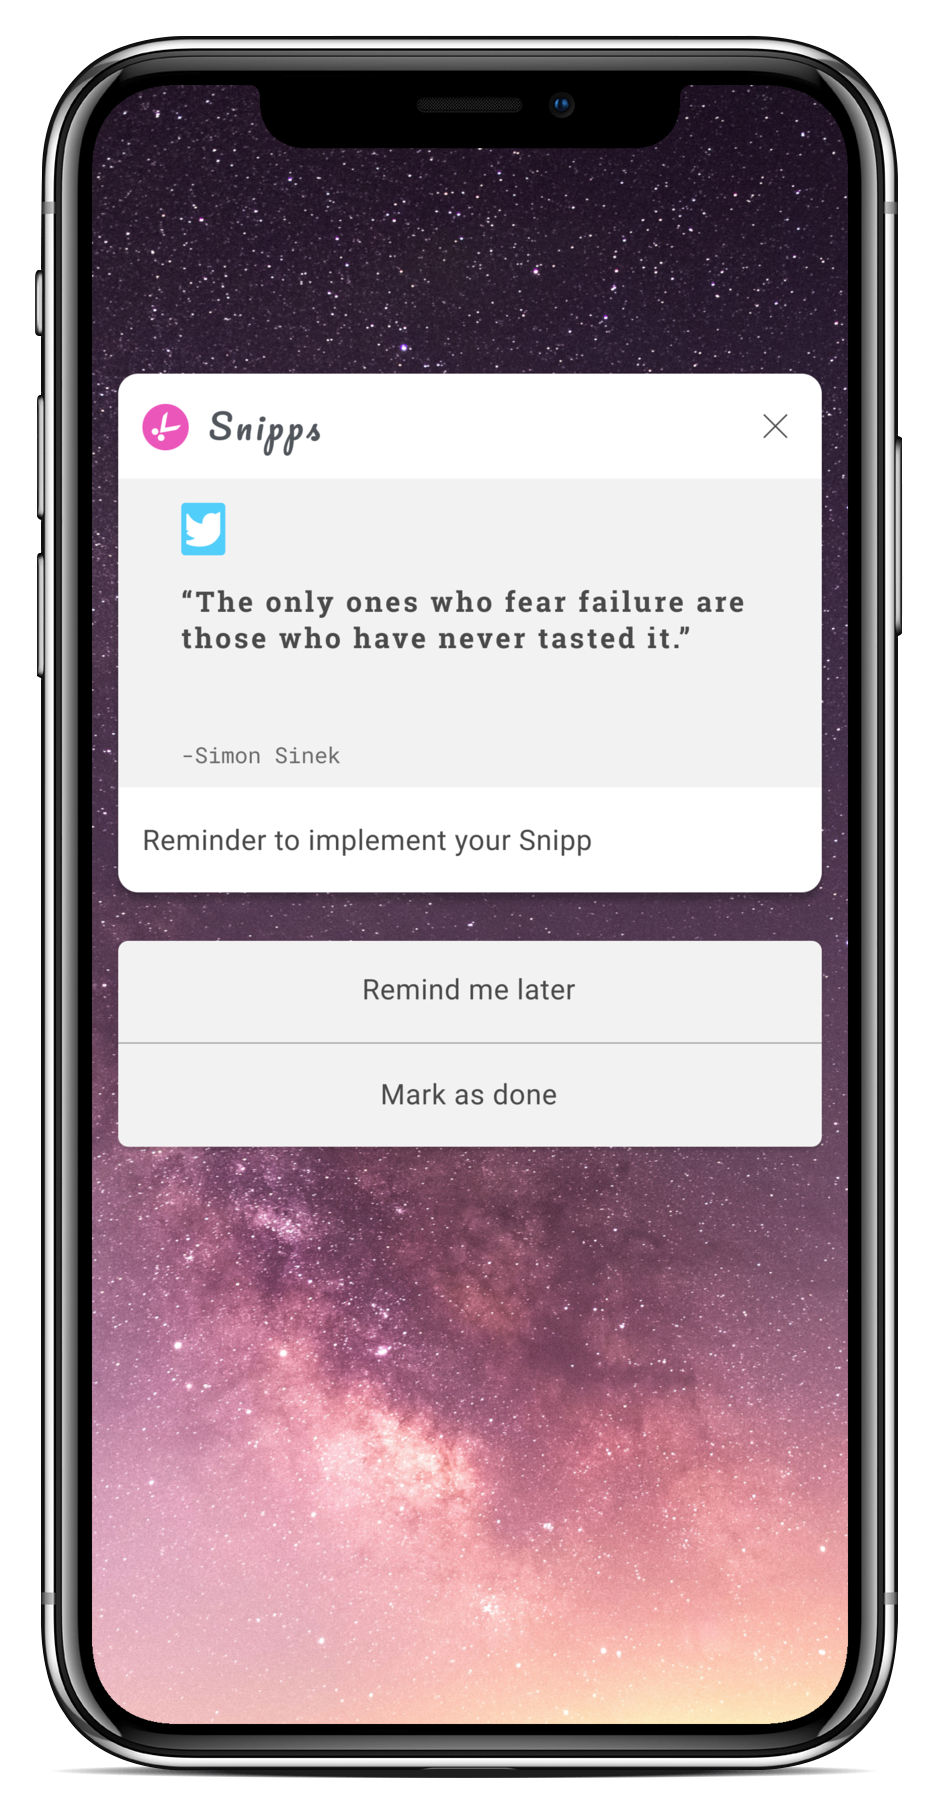 Snipps
“The only ones who fear failure are
those who have never tasted it.”
-Simon Sinek
Reminder to implement your Snipp
Remind me later
Mark as done